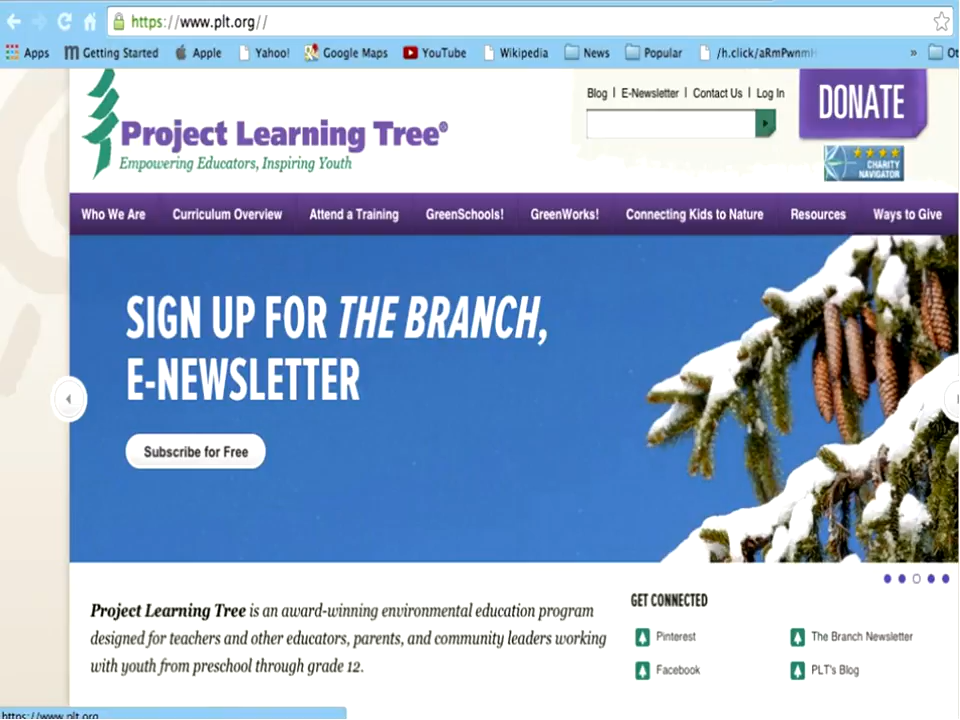 https://www.plt.org//
Apps Getting Started Apple Yahoo! Google Maps YouTube Wikipedia News Popular /h.click/aRmPwnmH »
Blog | E-Newsletter | Contact Us | Log In
DONATE
Project Learning Tree®
Empowering Educators, Inspiring Youth
CHARITY
NAVIGATOR
Who We Are Curriculum Overview Attend a Training GreenSchools! GreenWorks! Connecting Kids to Nature Resources Ways to Give
SIGN UP FOR THE BRANCH,
E-NEWSLETTER
Subscribe for Free
Project Learning Tree is an award-winning environmental education program
designed for teachers and other educators, parents, and community leaders working
with youth from preschool through grade 12.
GET CONNECTED
Pinterest The Branch Newsletter
Facebook PLT's Blog
https://www.plt.org